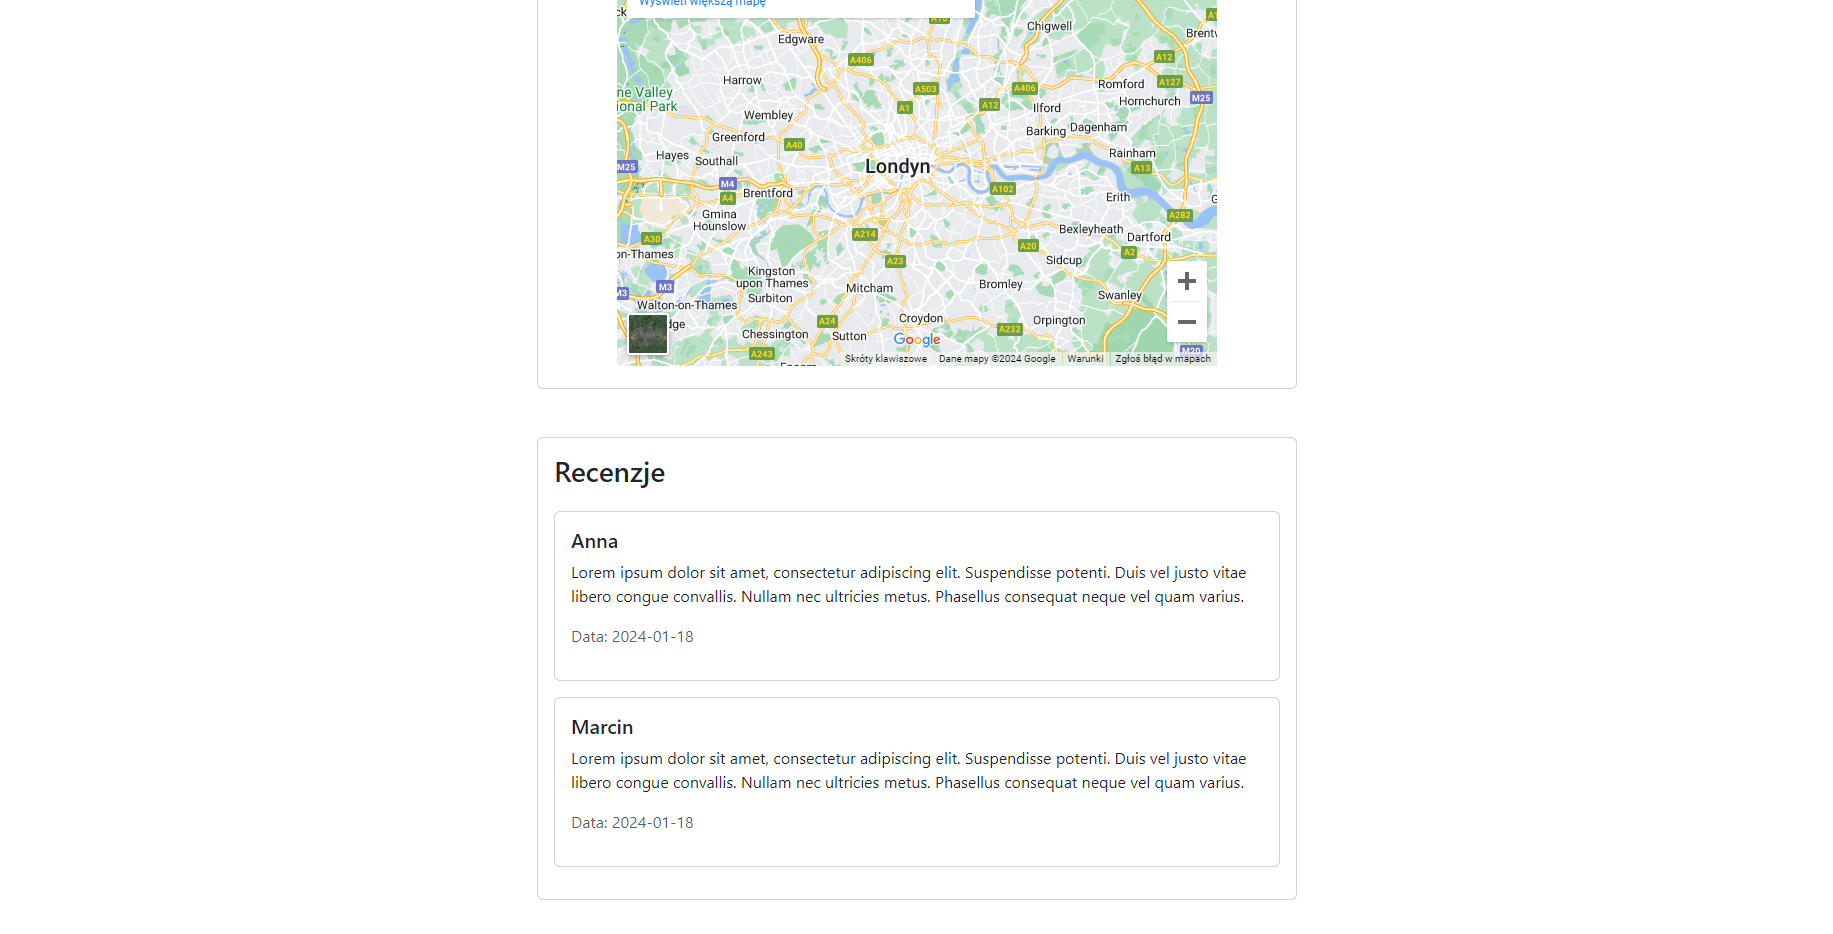 Wyświetl większą mapę
A10
Chigwell
Edgware
Brentw
A406
A12
Harrow
A503
A406
Romford
A127
ne Valley
ional Park
Hornchurch
M25
A1
A12
Ilford
Wembley
Barking
Dagenham
Greenford
A40
Hayes
Southall
Rainham
M25
Londyn
A13
M4
A4
Brentford
A102
Erith
Gmina
Hounslow
A282
A30
A214
Bexleyheath
Dartford
on-Thames
A23
A20
A2
Sidcup
Kingston
upon Thames
M3
M3
Surbiton
Mitcham
Bromley
Swanley
Walton-on-Thames
dge
A24
Croydon
A232
Orpington
Chessington
Sutton
Google
A243
M20
Skróty klawiszowe Dane mapy ©2024 Google Warunki Zgłoś błąd w mapach
Recenzje
Anna
Lorem ipsum dolor sit amet, consectetur adipiscing elit. Suspendisse potenti. Duis vel justo vitae
libero congue convallis. Nullam nec ultricies metus. Phasellus consequat neque vel quam varius.
Data: 2024-01-18
Marcin
Lorem ipsum dolor sit amet, consectetur adipiscing elit. Suspendisse potenti. Duis vel justo vitae
libero congue convallis. Nullam nec ultricies metus. Phasellus consequat neque vel quam varius.
Data: 2024-01-18